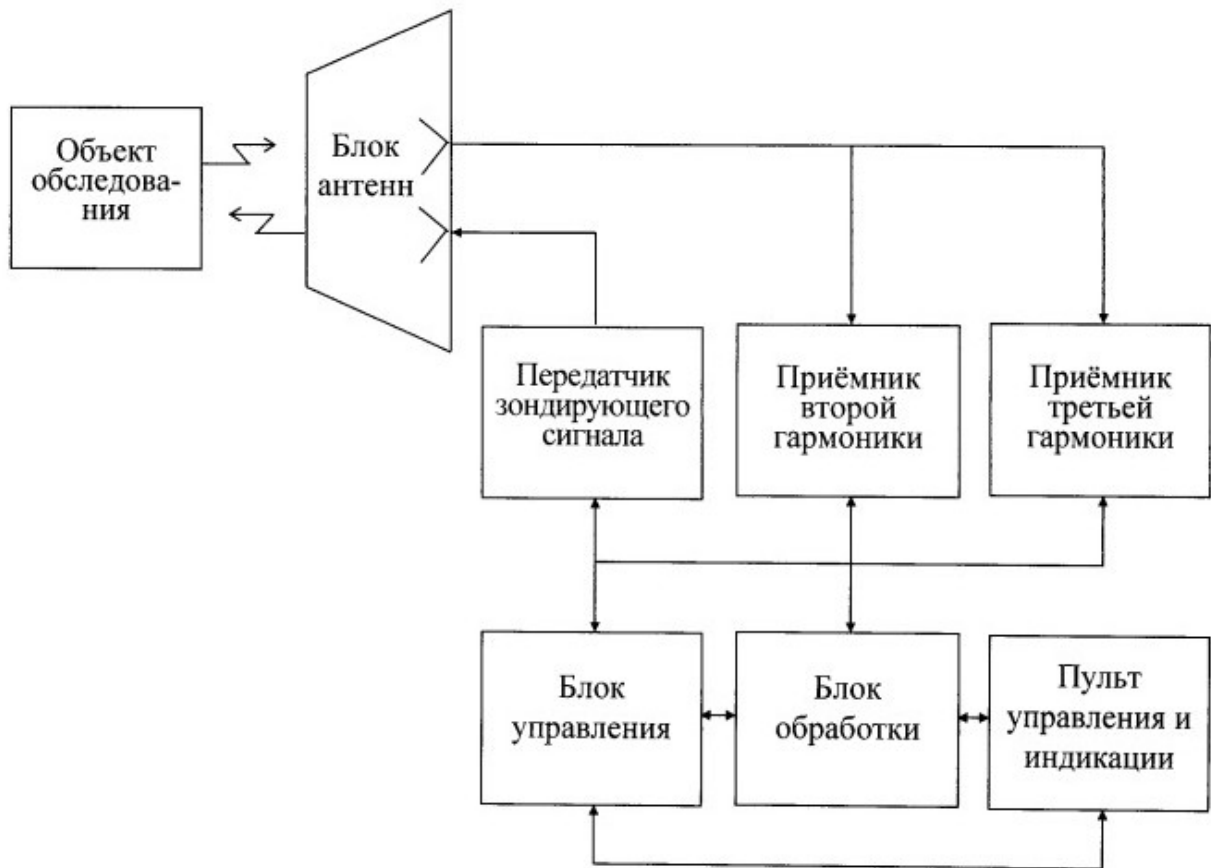 Объект
обследова-
ния
Блок
антенн
Передатчик
зондирующего
сигнала
Приёмник
второй
гармоники
Приёмник
третьей
гармоники
Блок
управления
Блок
обработки
Пульт
управления и
индикации